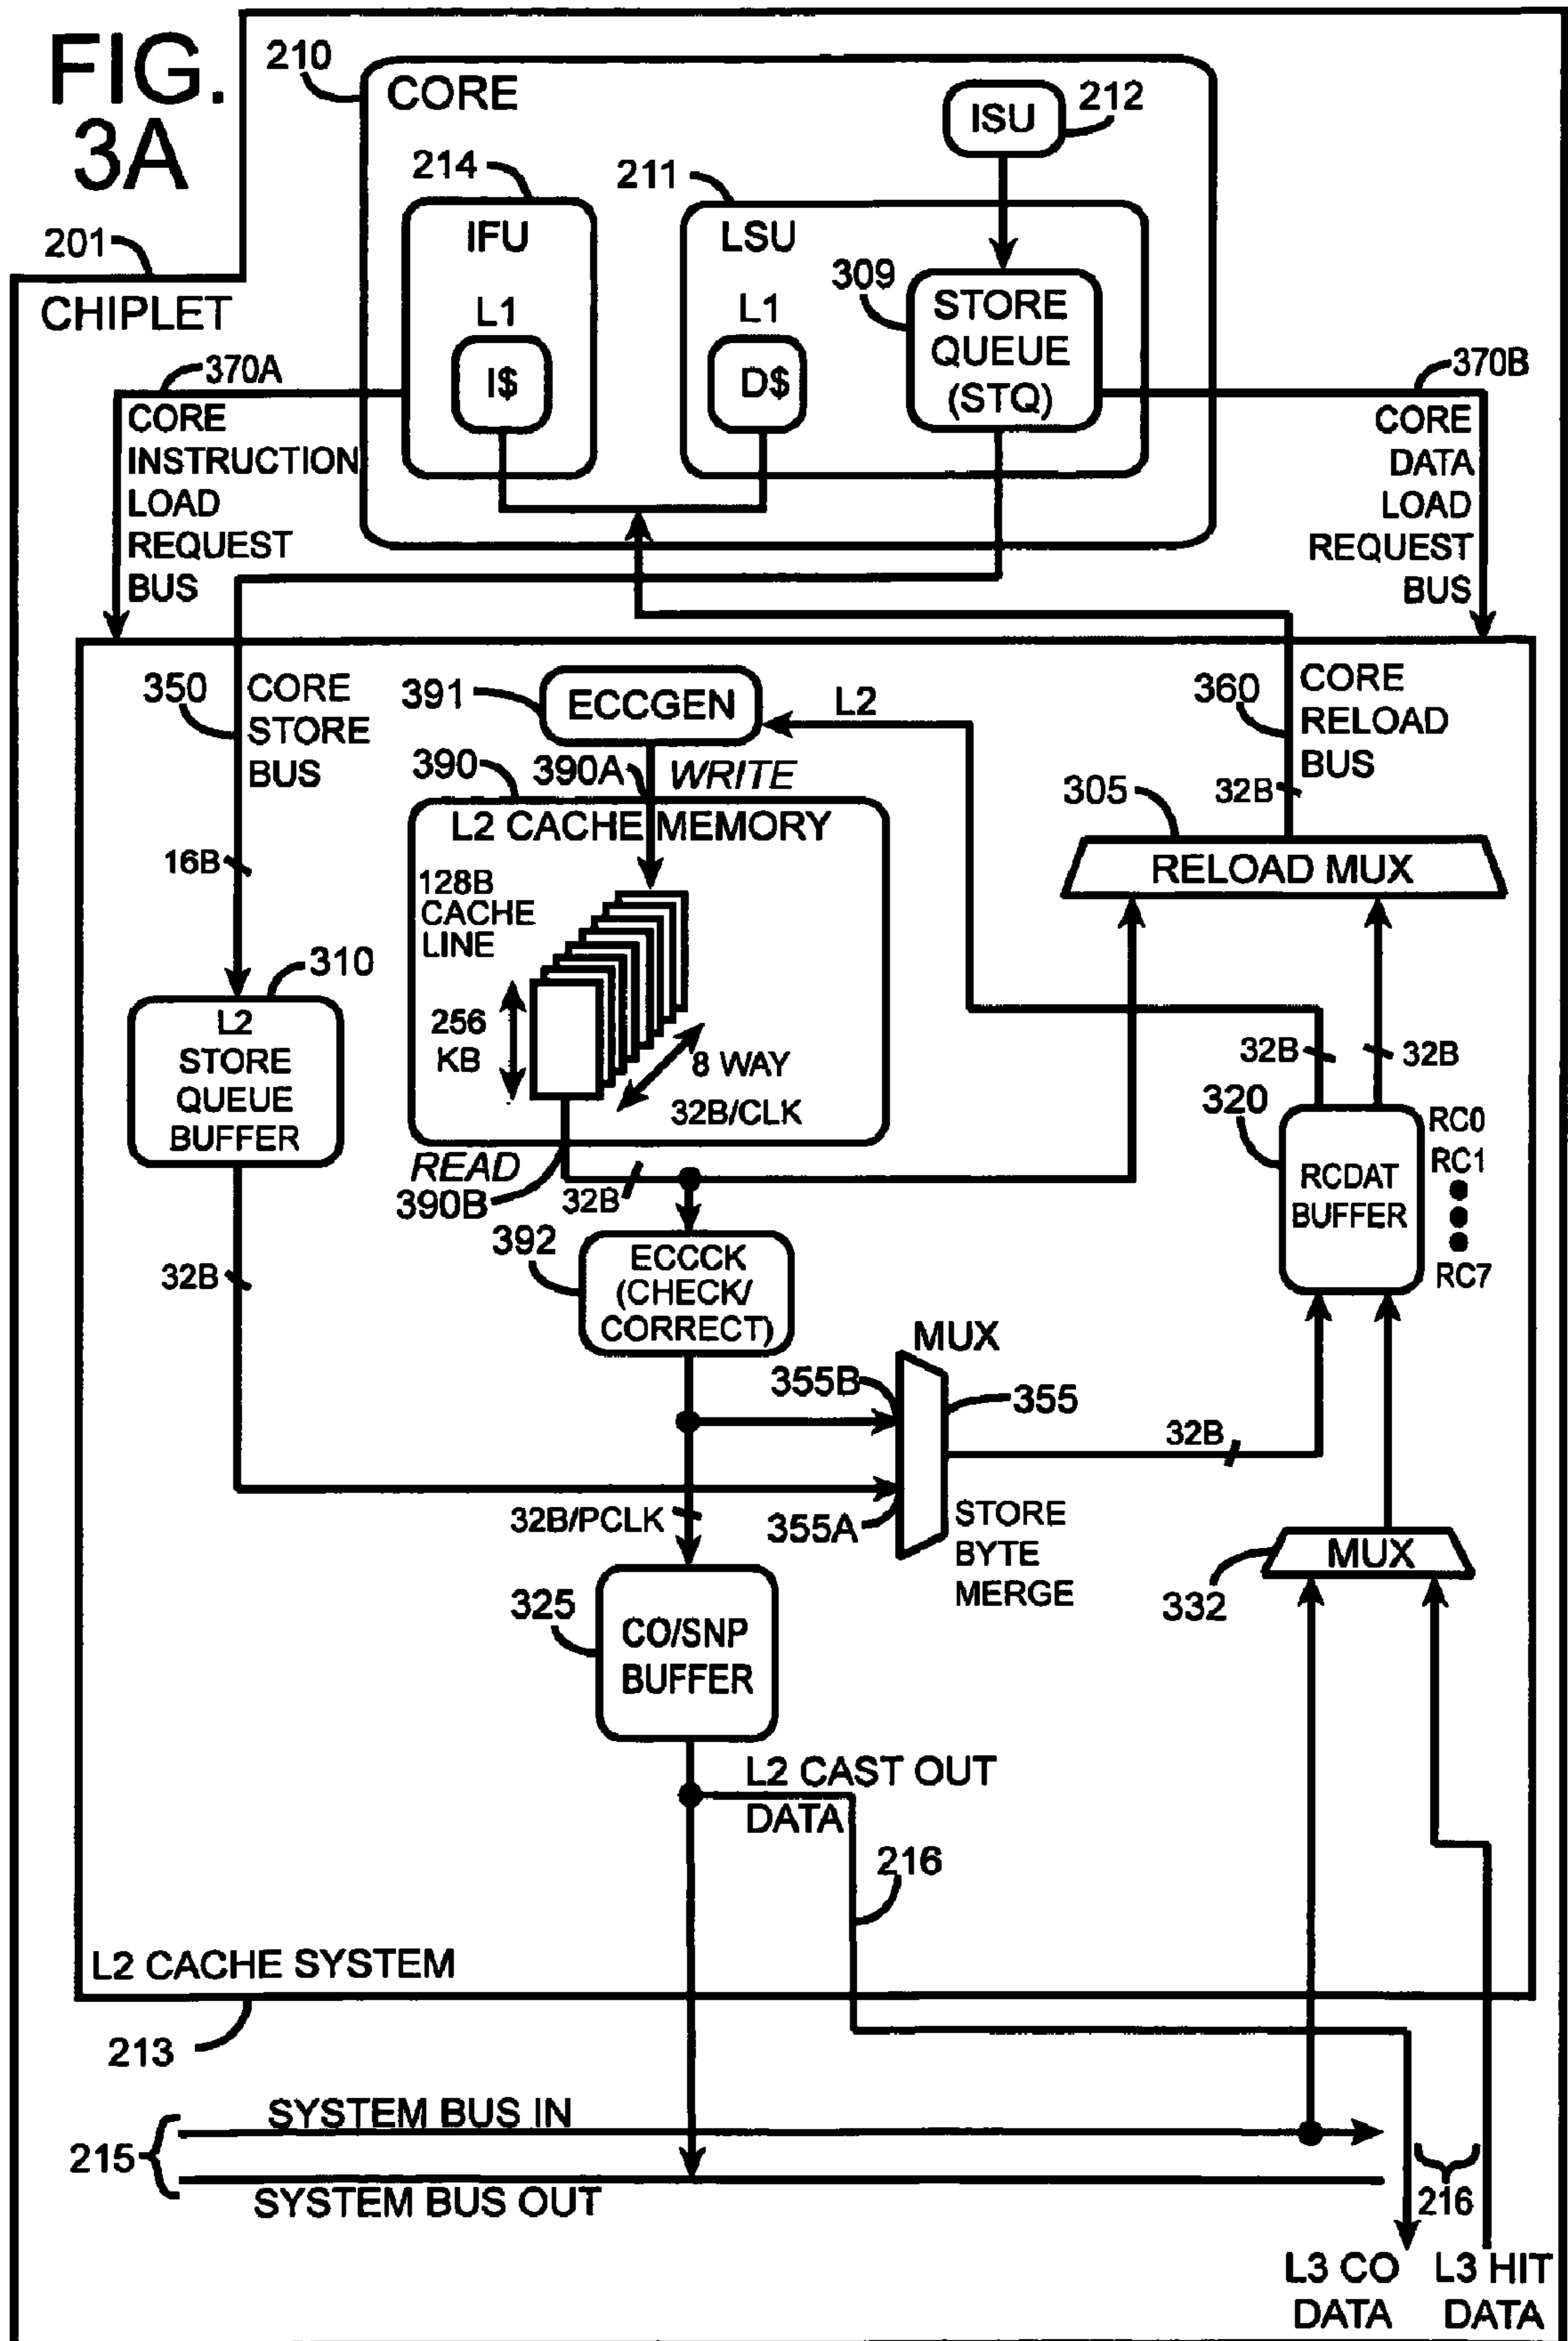 FIG.
3A
210
CORE
ISU
212
214
211
IFU
LSU
201
CHIPLET
309
STORE
QUEUE
(STQ)
L1
I$
L1
D$
370A
CORE
INSTRUCTION
LOAD
REQUEST
BUS
370B
CORE
DATA
LOAD
REQUEST
BUS
350
CORE
STORE
BUS
391
ECCGEN
L2
360
CORE
RELOAD
BUS
390
390A
WRITE
305
32B
L2 CACHE MEMORY
RELOAD MUX
16B
128B
CACHE
LINE
310
L2
STORE
QUEUE
BUFFER
256
KB
8 WAY
32B/CLK
32B
32B
320
RCDAT
BUFFER
RC0
RC1
RC7
READ
390B
32B
392
ECCCK
(CHECK/
CORRECT)
32B
MUX
355B
355
32B
32B/PCLK
355A
STORE
BYTE
MERGE
MUX
332
325
CO/SNP
BUFFER
L2 CAST OUT
DATA
216
L2 CACHE SYSTEM
213
SYSTEM BUS IN
215
SYSTEM BUS OUT
216
L3 CO
DATA
L3 HIT
DATA